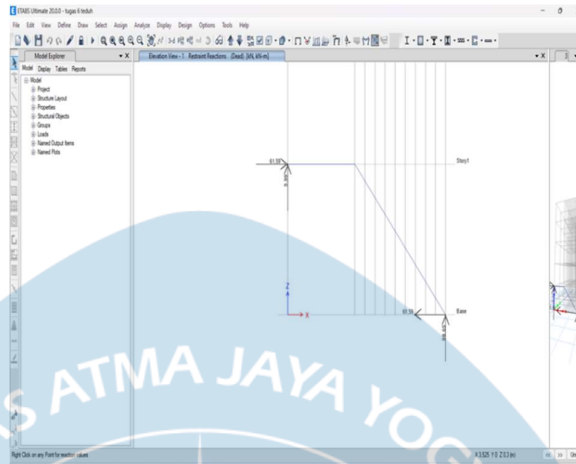 ETABS Ultimate 20.0.0 - tugas 6 teduh
File Edit View Define Draw Select Assign Analyze Display Design Options Tools Help
Model Explorer
Elevation View - 1 Restraint Reactions (Dead) [kN, kN-m]
Model Display Tables Reports
Model
Project
Structure Layout
Properties
Structural Objects
Groups
Loads
Named Output Items
Named Plots
Story1
Z
X
Base
S ATMA JAYA YOG
Right Click on any Point for reaction values